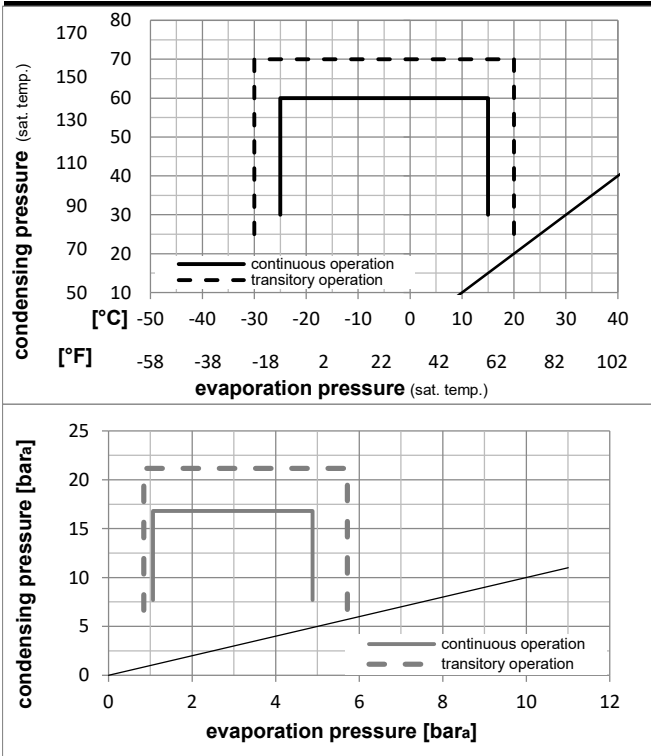 condensing pressure (sat. temp.)
170 80
70
150 60
130 50
110 40
90 30
70 20
50 10
continuous operation
transitory operation
[°C] -50 -40 -30 -20 -10 0 10 20 30 40
[°F] -58 -38 -18 2 22 42 62 82 102
evaporation pressure (sat. temp.)
condensing pressure [bara]
25
20
15
10
5
0
continuous operation
transitory operation
0 2 4 6 8 10 12
evaporation pressure [bara]